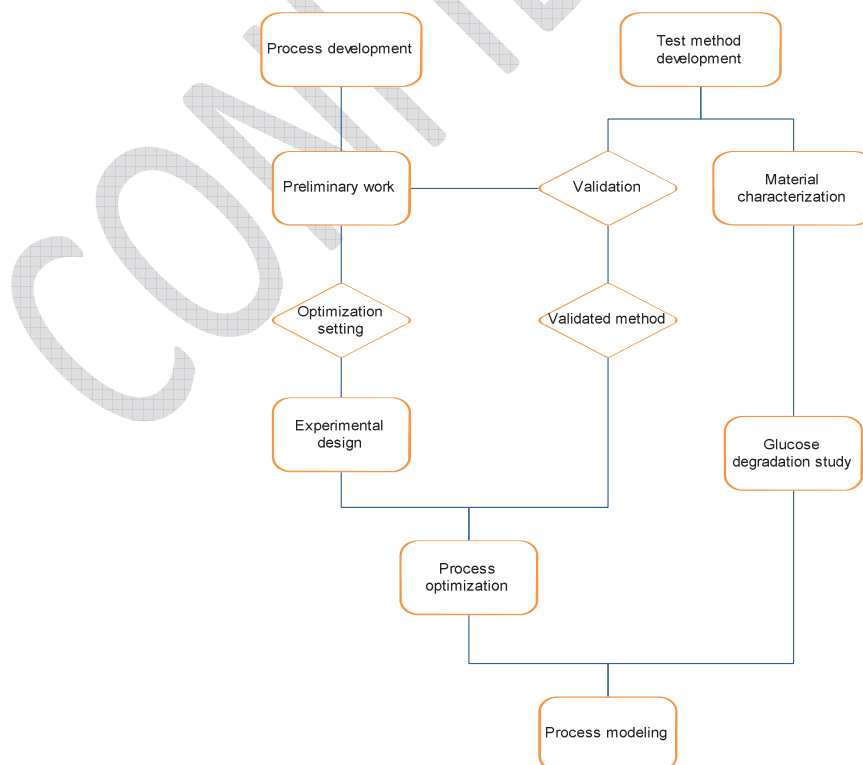 Process development
Test method
development
Preliminary work
Validation
Material
characterization
Optimization
setting
Validated method
Experimental
design
Glucose
degradation study
Process
optimization
Process modeling